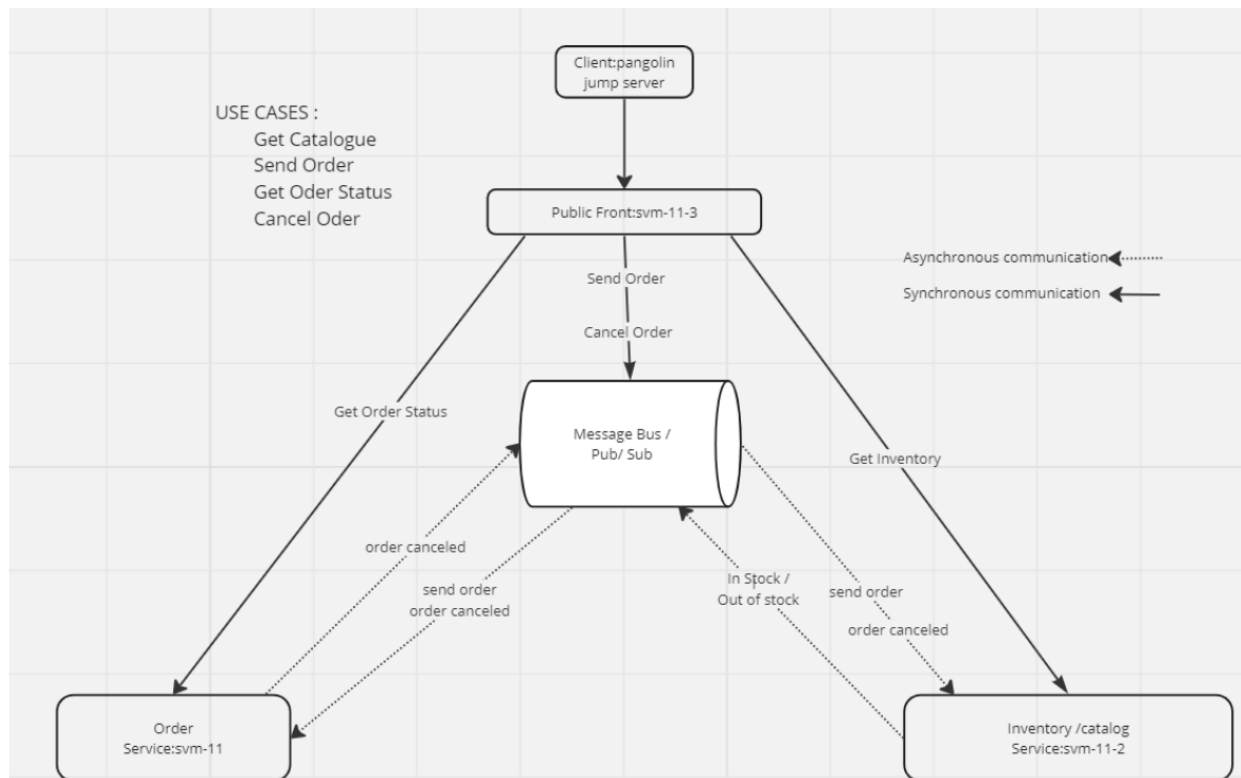 Client:pangolin
jump server
USE CASES :
Get Catalogue
Send Order
Get Oder Status
Cancel Oder
Public Front:svm-11-3
Asynchronous communication
Synchronous communication
Send Order
Cancel Order
Get Order Status
Message Bus /
Pub/ Sub
Get Inventory
order canceled
send order
order canceled
In Stock /
Out of stock
send order
order canceled
Order
Service:svm-11
Inventory /catalog
Service:svm-11-2